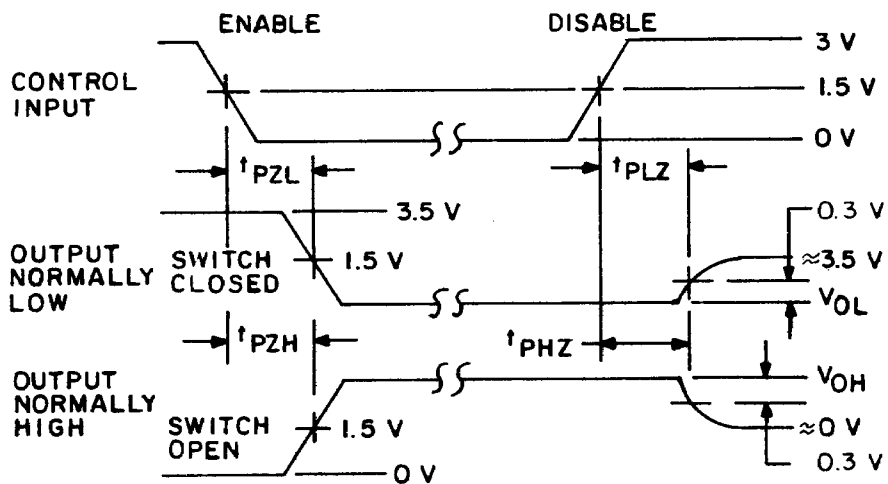 ENABLE
DISABLE
3 V
CONTROL
INPUT
1.5 V
0 V
tPZL
tPLZ
0.3 V
3.5 V
OUTPUT
NORMALLY
LOW
SWITCH
CLOSED
1.5 V
≈3.5 V
VOL
tPZH
tPHZ
OUTPUT
NORMALLY
HIGH
VOH
SWITCH
OPEN
1.5 V
≈0 V
0 V
0.3 V